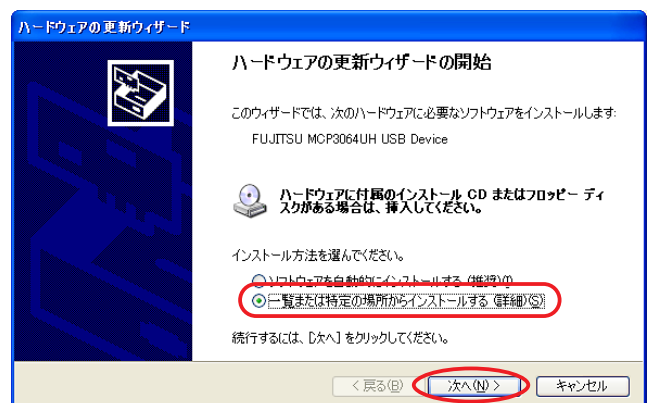 ハードウェアの更新ウィザード
ハードウェアの更新ウィザードの開始
このウィザードでは、次のハードウェアに必要なソフトウェアをインストールします:
FUJITSU MCP3064UH USB Device
ハードウェアに付属のインストール CD またはフロッピー ディ
スクがある場合は、挿入してください。
インストール方法を選んでください。
ソフトウェアを自動的にインストールする (推奨)(I)
一覧または特定の場所からインストールする (詳細)(S)
続行するには、[次へ] をクリックしてください。
< 戻る(B)
次へ(N) >
キャンセル